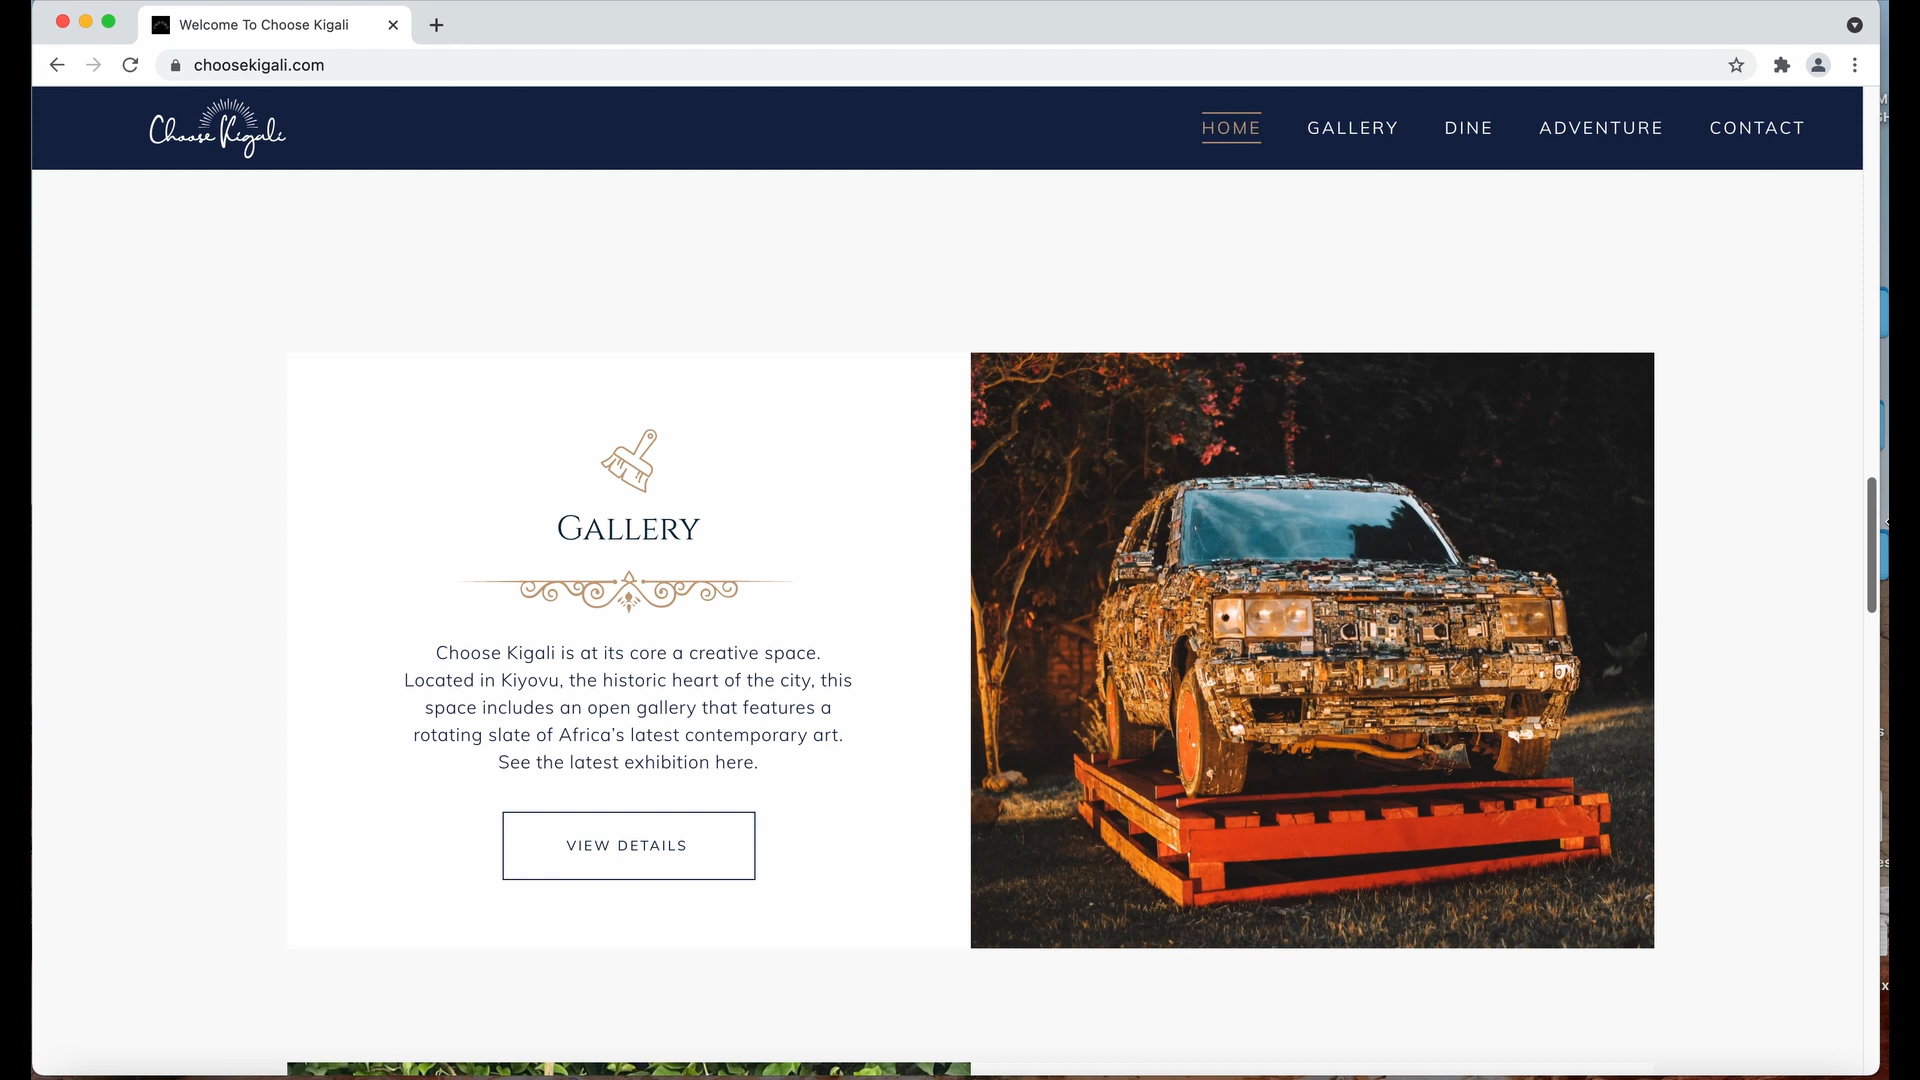 Welcome To Choose Kigali
choosekigali.com
Choose Kigali
HOME GALLERY DINE ADVENTURE CONTACT
GALLERY
Choose Kigali is at its core a creative space.
Located in Kiyovu, the historic heart of the city, this
space includes an open gallery that features a
rotating slate of Africa’s latest contemporary art.
See the latest exhibition here.
VIEW DETAILS